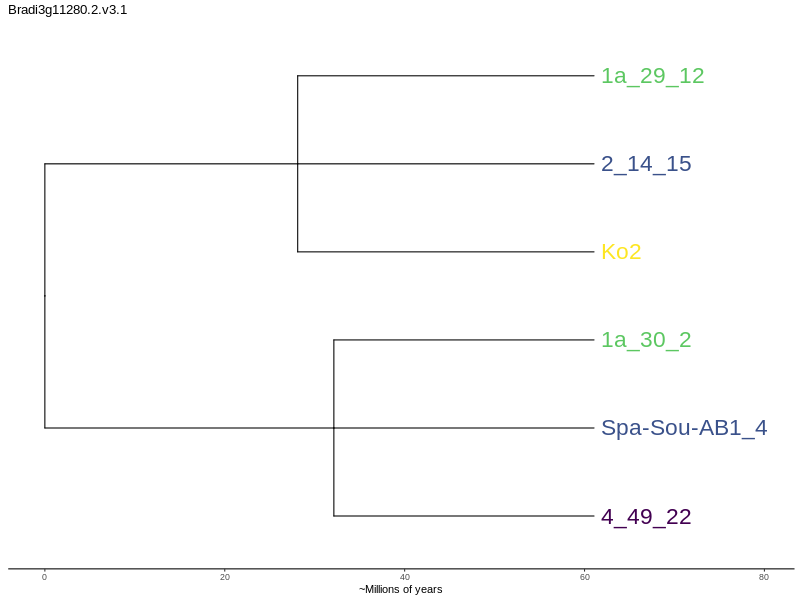 Bradi3g11280.2.v3.1
1a_29_12
2_14_15
Ko2
1a_30_2
Spa-Sou-AB1_4
4_49_22
0 20 40 60 80
~Millions of years